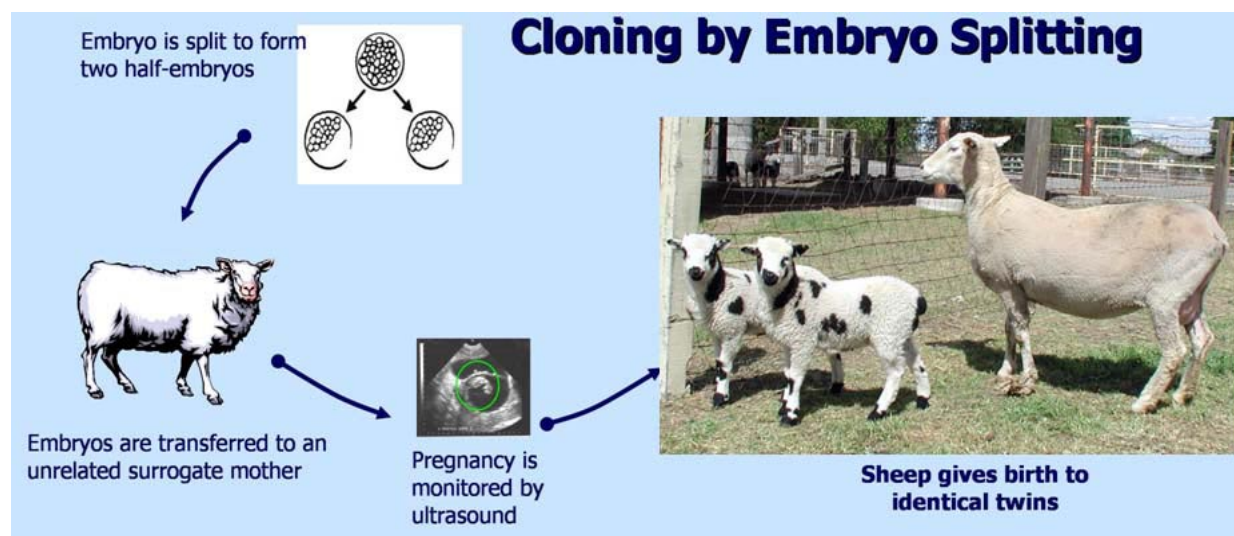 Cloning by Embryo Splitting
Embryo is split to form
two half-embryos
Embryos are transferred to an
unrelated surrogate mother
Pregnancy is
monitored by
ultrasound
Sheep gives birth to
identical twins